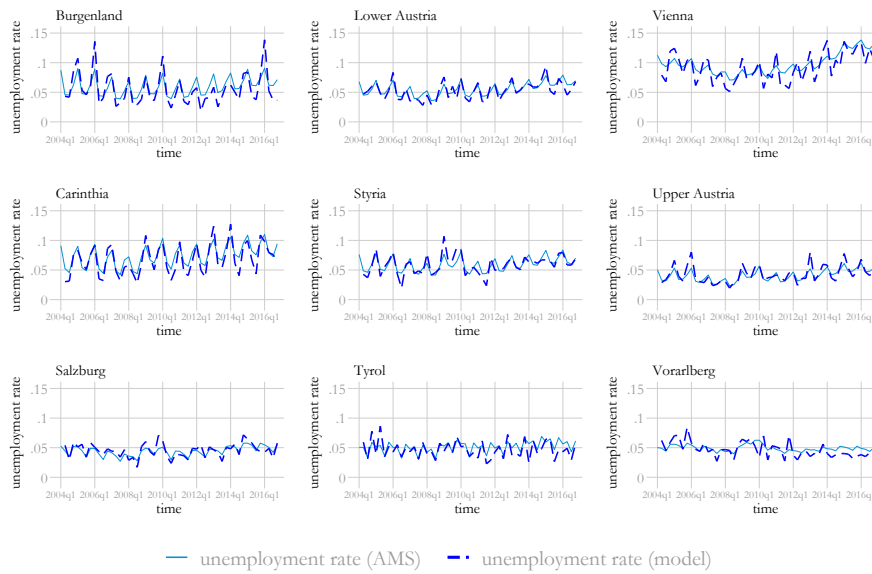 Burgenland
unemployment rate
.15
.1
.05
0
2004q1 2006q1 2008q1 2010q1 2012q1 2014q1 2016q1
time
Lower Austria
unemployment rate
.15
.1
.05
0
2004q1 2006q1 2008q1 2010q1 2012q1 2014q1 2016q1
time
Vienna
unemployment rate
.15
.1
.05
0
2004q1 2006q1 2008q1 2010q1 2012q1 2014q1 2016q1
time
Carinthia
unemployment rate
.15
.1
.05
0
2004q1 2006q1 2008q1 2010q1 2012q1 2014q1 2016q1
time
Styria
unemployment rate
.15
.1
.05
0
2004q1 2006q1 2008q1 2010q1 2012q1 2014q1 2016q1
time
Upper Austria
unemployment rate
.15
.1
.05
0
2004q1 2006q1 2008q1 2010q1 2012q1 2014q1 2016q1
time
Salzburg
unemployment rate
.15
.1
.05
0
2004q1 2006q1 2008q1 2010q1 2012q1 2014q1 2016q1
time
Tyrol
unemployment rate
.15
.1
.05
0
2004q1 2006q1 2008q1 2010q1 2012q1 2014q1 2016q1
time
Vorarlberg
unemployment rate
.15
.1
.05
0
2004q1 2006q1 2008q1 2010q1 2012q1 2014q1 2016q1
time
unemployment rate (AMS) unemployment rate (model)